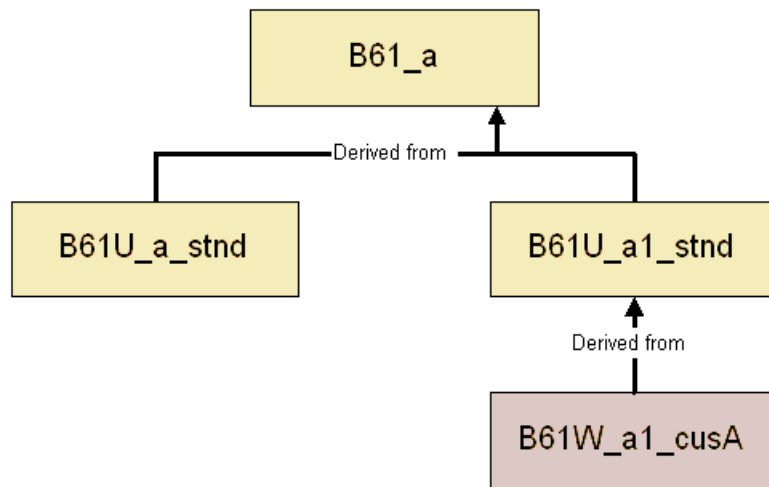 B61_a
Derived from
B61U_a_stnd
B61U_a1_stnd
Derived from
B61W_a1_cusA